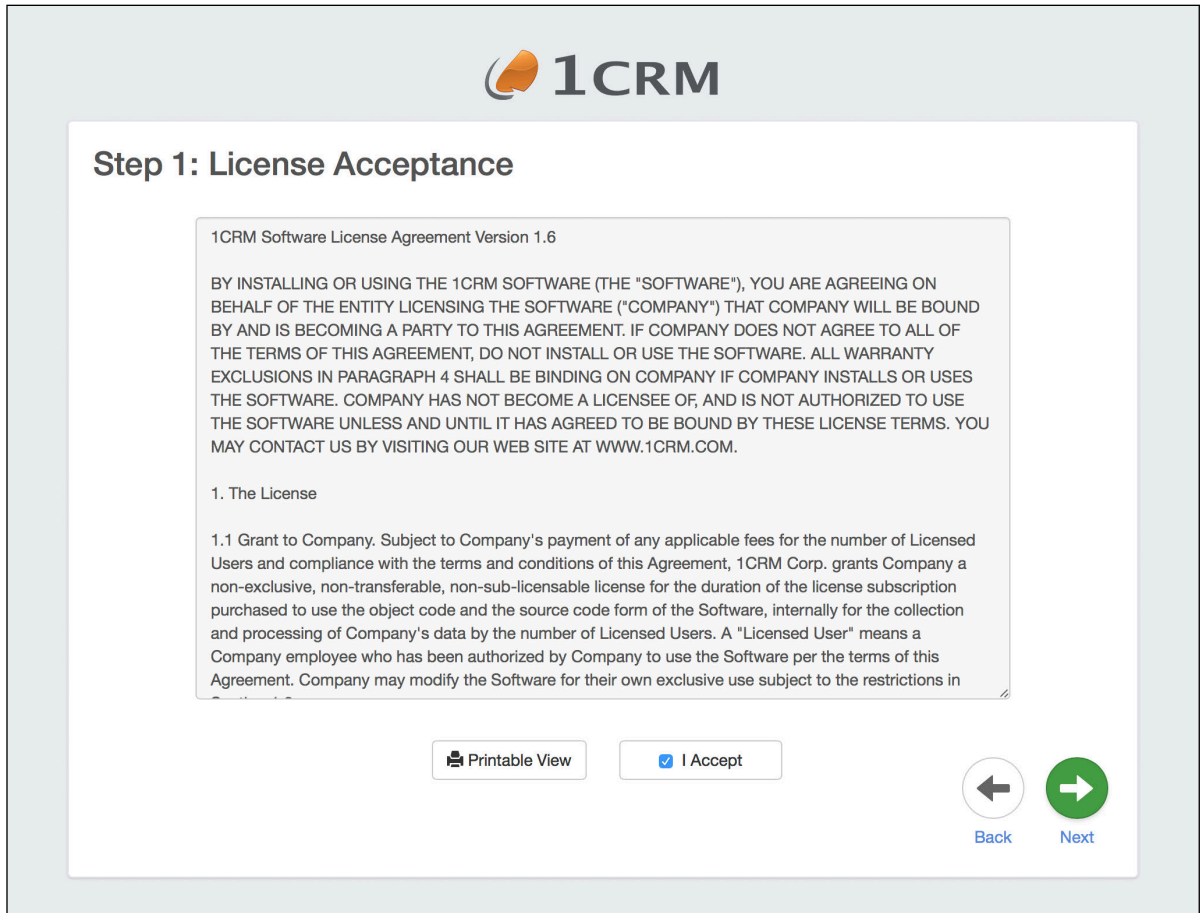 1CRM
Step 1: License Acceptance
1CRM Software License Agreement Version 1.6
BY INSTALLING OR USING THE 1CRM SOFTWARE (THE "SOFTWARE"), YOU ARE AGREEING ON
BEHALF OF THE ENTITY LICENSING THE SOFTWARE ("COMPANY") THAT COMPANY WILL BE BOUND
BY AND IS BECOMING A PARTY TO THIS AGREEMENT. IF COMPANY DOES NOT AGREE TO ALL OF
THE TERMS OF THIS AGREEMENT, DO NOT INSTALL OR USE THE SOFTWARE. ALL WARRANTY
EXCLUSIONS IN PARAGRAPH 4 SHALL BE BINDING ON COMPANY IF COMPANY INSTALLS OR USES
THE SOFTWARE. COMPANY HAS NOT BECOME A LICENSEE OF, AND IS NOT AUTHORIZED TO USE
THE SOFTWARE UNLESS AND UNTIL IT HAS AGREED TO BE BOUND BY THESE LICENSE TERMS. YOU
MAY CONTACT US BY VISITING OUR WEB SITE AT WWW.1CRM.COM.
1. The License
1.1 Grant to Company. Subject to Company's payment of any applicable fees for the number of Licensed
Users and compliance with the terms and conditions of this Agreement, 1CRM Corp. grants Company a
non-exclusive, non-transferable, non-sub-licensable license for the duration of the license subscription
purchased to use the object code and the source code form of the Software, internally for the collection
and processing of Company's data by the number of Licensed Users. A "Licensed User" means a
Company employee who has been authorized by Company to use the Software per the terms of this
Agreement. Company may modify the Software for their own exclusive use subject to the restrictions in
Printable View
I Accept
Back
Next